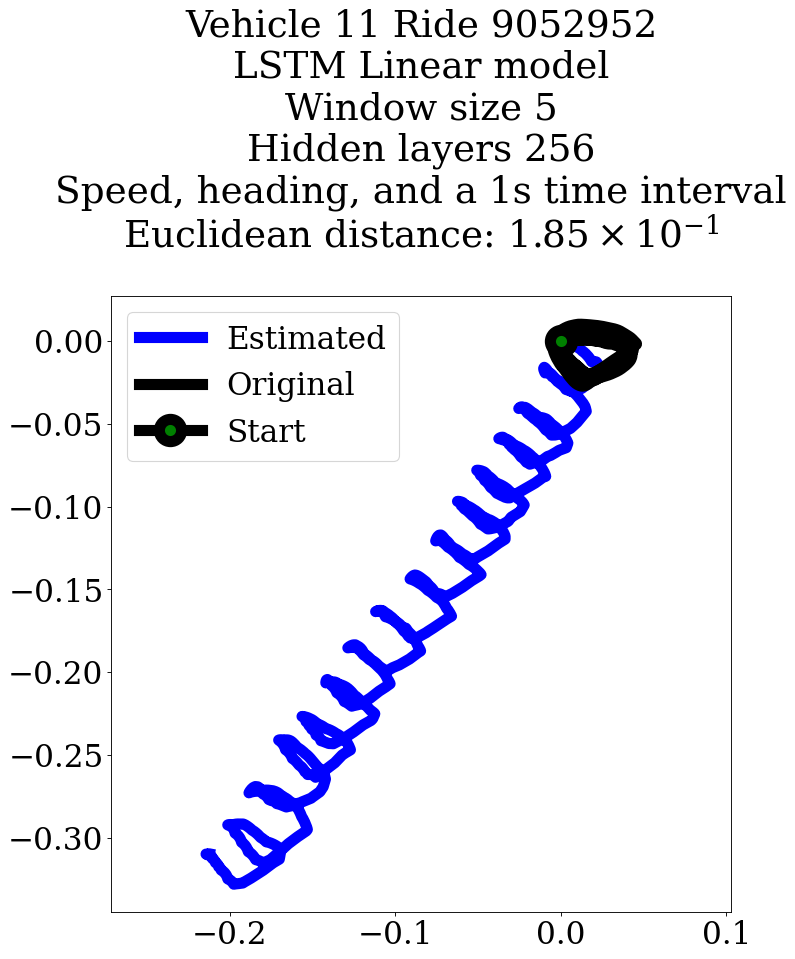 Vehicle 11 Ride 9052952
LSTM Linear model
Window size 5
Hidden layers 256
Speed, heading, and a 1s time interval
Euclidean distance: 1.85 × 10⁻¹
Estimated
Original
Start
0.00
−0.05
−0.10
−0.15
−0.20
−0.25
−0.30
−0.2
−0.1
0.0
0.1